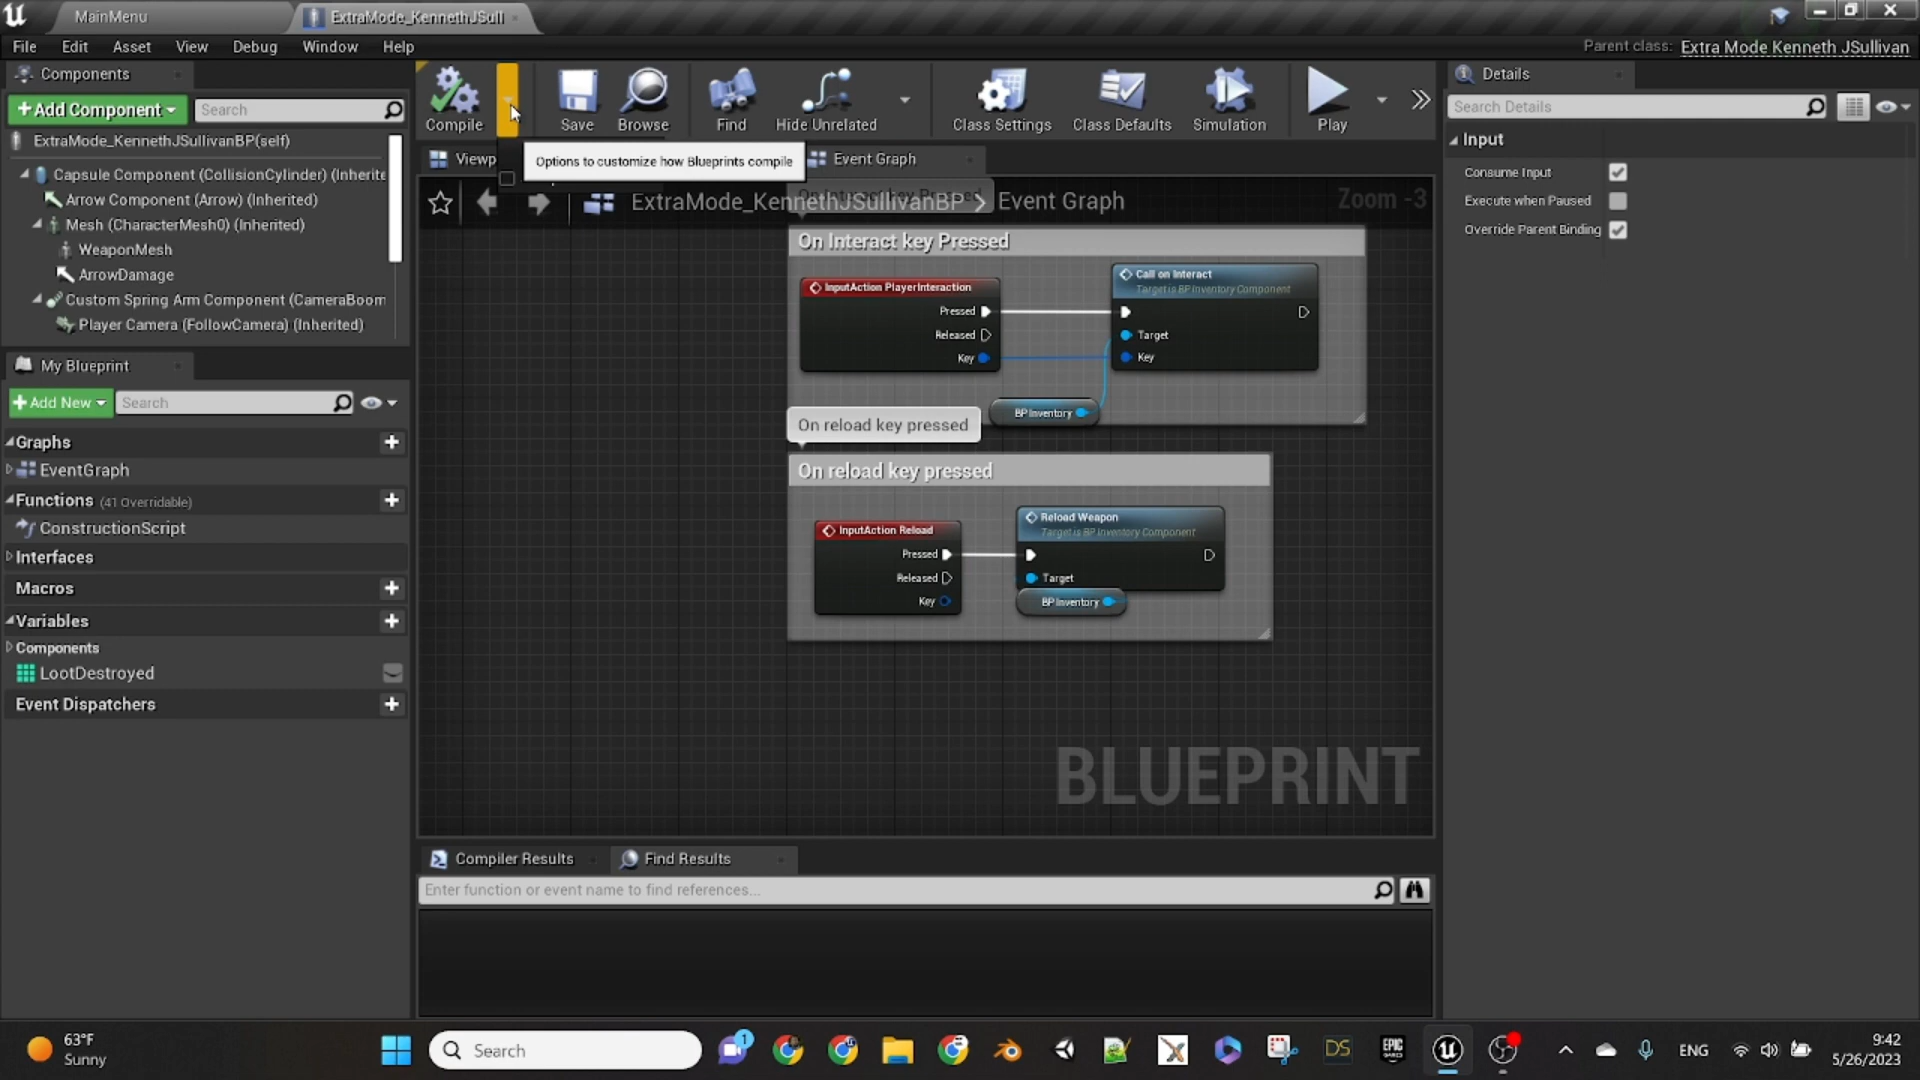 MainMenu
ExtraMode_KennethJSull
File Edit Asset View Debug Window Help
Parent class: Extra Mode Kenneth JSullivan
Components
+Add Component
Search
ExtraMode_KennethJSullivanBP(self)
Capsule Component (CollisionCylinder) (Inherite
Arrow Component (Arrow) (Inherited)
Mesh (CharacterMesh0) (Inherited)
WeaponMesh
ArrowDamage
Custom Spring Arm Component (CameraBoom
Player Camera (FollowCamera) (Inherited)
My Blueprint
+Add New
Search
Graphs
EventGraph
Functions (41 Overridable)
ConstructionScript
Interfaces
Macros
Variables
Components
LootDestroyed
Event Dispatchers
Compile
Save
Browse
Find
Hide Unrelated
Class Settings
Class Defaults
Simulation
Play
Viewp
Options to customize how Blueprints compile
Event Graph
On Interact key Pressed
ExtraMode_KennethJSullivanBP > Event Graph
Zoom -3
On Interact key Pressed
InputAction PlayerInteraction
Pressed
Released
Key
Call on Interact
Target is BP Inventory Component
Target
Key
BP Inventory
On reload key pressed
On reload key pressed
InputAction Reload
Pressed
Released
Key
Reload Weapon
Target is BP Inventory Component
Target
BP Inventory
BLUEPRINT
Compiler Results
Find Results
Enter function or event name to find references...
Details
Search Details
Input
Consume Input
Execute when Paused
Override Parent Binding
63°F
Sunny
Search
1
DS
EPIC
GAMES
ENG
9:42
5/26/2023